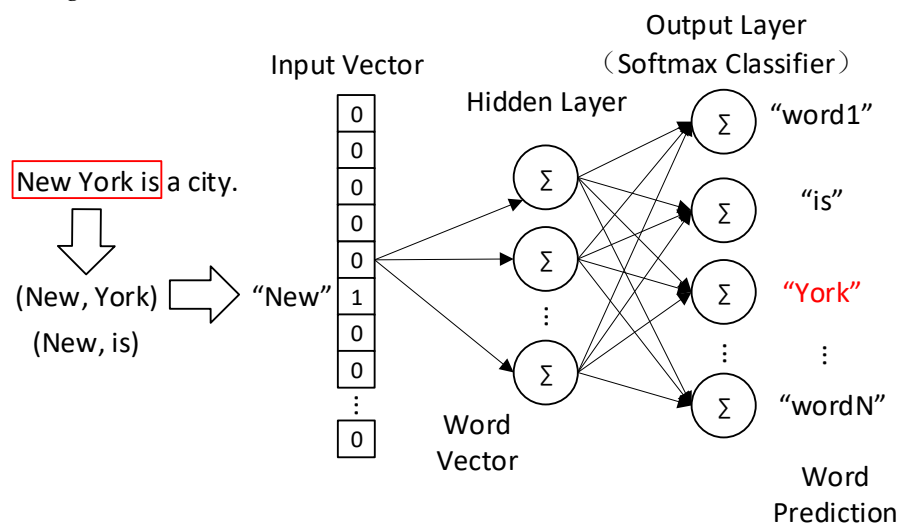 Output Layer
（Softmax Classifier）
Input Vector
Hidden Layer
New York is a city.
(New, York)
(New, is)
“New”
0
0
0
0
0
1
0
0
⋮
0
∑
∑
⋮
∑
Word
Vector
∑
∑
∑
⋮
∑
“word1”
“is”
“York”
⋮
“wordN”
Word
Prediction